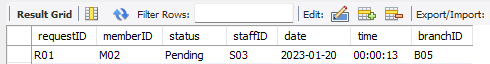 Result Grid Filter Rows: Edit: Export/Import:
requestID memberID status staffID date time branchID
R01 M02 Pending S03 2023-01-20 00:00:13 B05